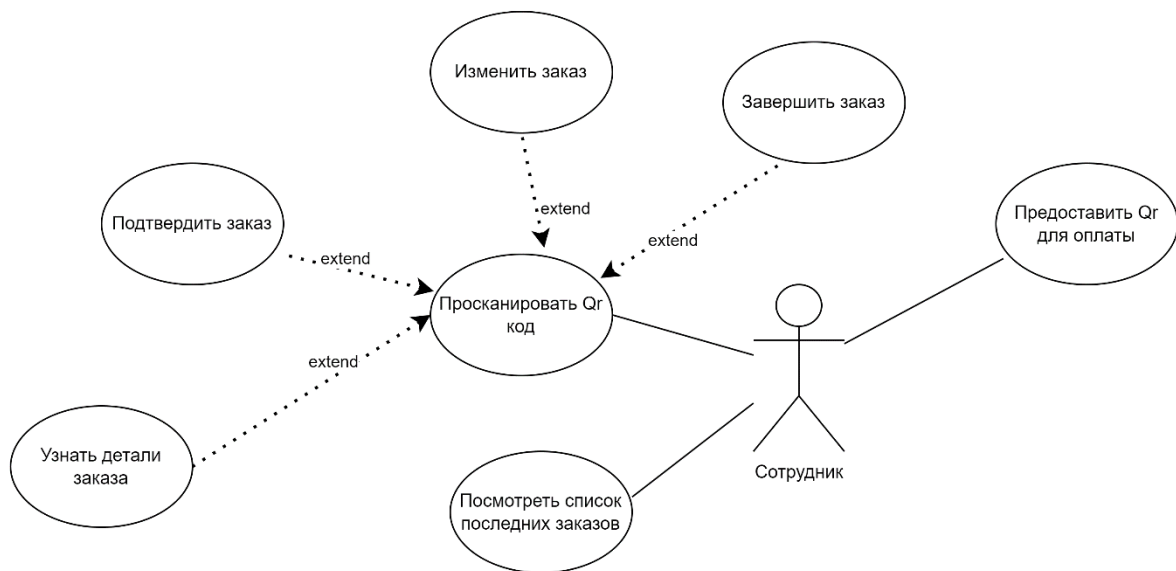 Изменить заказ
Завершить заказ
Подтвердить заказ
Предоставить Qr
для оплаты
extend
extend
extend
Просканировать Qr
код
extend
Узнать детали
заказа
Сотрудник
Посмотреть список
последних заказов